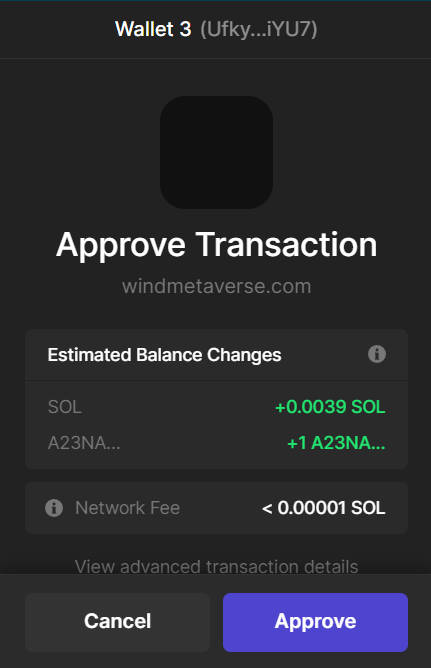 Wallet 3 (Ufky...iYU7)
Approve Transaction
windmetaverse.com
Estimated Balance Changes
SOL +0.0039 SOL
A23NA... +1 A23NA...
Network Fee < 0.00001 SOL
View advanced transaction details
Cancel Approve